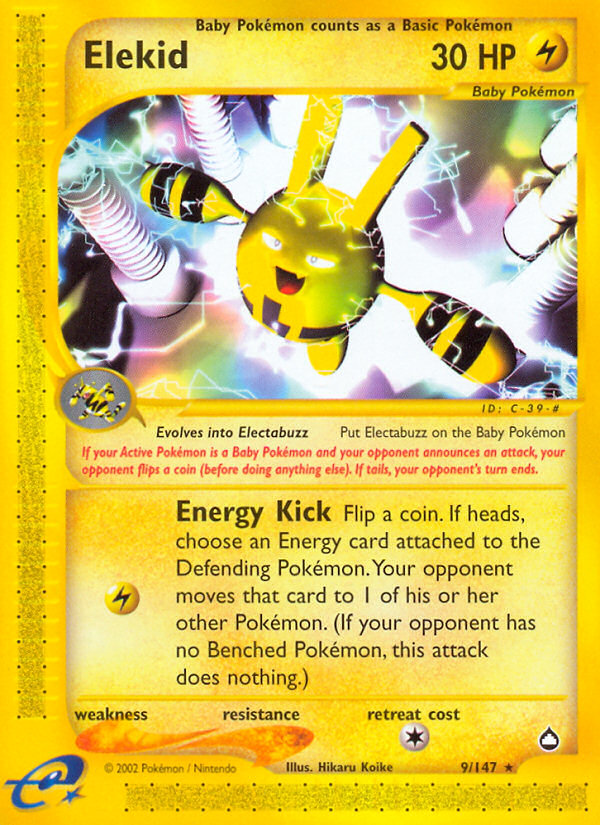 Baby Pokémon counts as a Basic Pokémon
Elekid 30 HP
Baby Pokémon
ID: C-39-#
Evolves into Electabuzz Put Electabuzz on the Baby Pokémon
If your Active Pokémon is a Baby Pokémon and your opponent announces an attack, your
opponent flips a coin (before doing anything else). If tails, your opponent's turn ends.
Energy Kick Flip a coin. If heads,
choose an Energy card attached to the
Defending Pokémon. Your opponent
moves that card to 1 of his or her
other Pokémon. (If your opponent has
no Benched Pokémon, this attack
does nothing.)
weakness resistance retreat cost
© 2002 Pokémon / Nintendo Illus. Hikaru Koike 9/147 ★
e